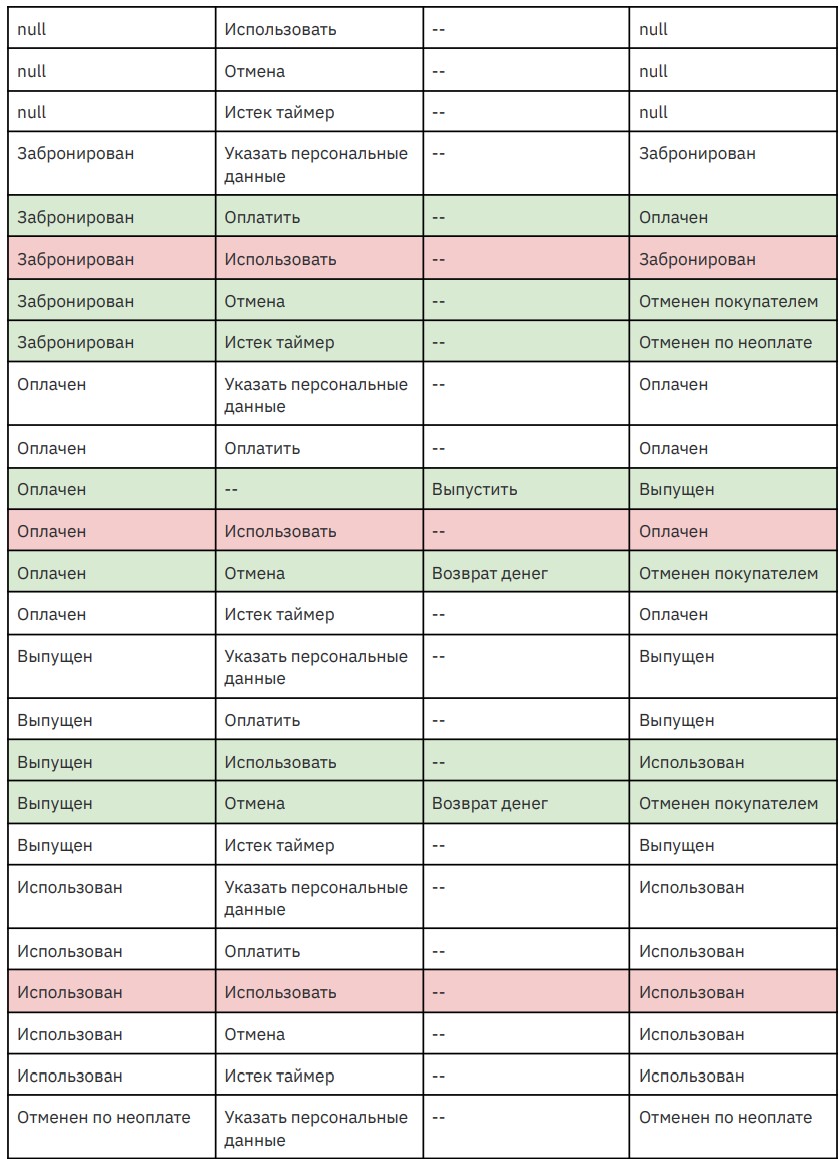 null Использовать -- null
null Отмена -- null
null Истек таймер -- null
Забронирован Указать персональные данные -- Забронирован
Забронирован Оплатить -- Оплачен
Забронирован Использовать -- Забронирован
Забронирован Отмена -- Отменен покупателем
Забронирован Истек таймер -- Отменен по неоплате
Оплачен Указать персональные данные -- Оплачен
Оплачен Оплатить -- Оплачен
Оплачен -- Выпустить Выпущен
Оплачен Использовать -- Оплачен
Оплачен Отмена Возврат денег Отменен покупателем
Оплачен Истек таймер -- Оплачен
Выпущен Указать персональные данные -- Выпущен
Выпущен Оплатить -- Выпущен
Выпущен Использовать -- Использован
Выпущен Отмена Возврат денег Отменен покупателем
Выпущен Истек таймер -- Выпущен
Использован Указать персональные данные -- Использован
Использован Оплатить -- Использован
Использован Использовать -- Использован
Использован Отмена -- Использован
Использован Истек таймер -- Использован
Отменен по неоплате Указать персональные данные -- Отменен по неоплате